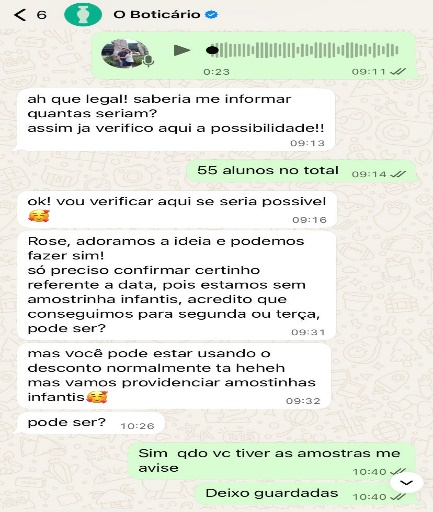 6 O Boticário
0:23 09:11
ah que legal! saberia me informar
quantas seriam?
assim ja verifico aqui a possibilidade!!
09:13
55 alunos no total 09:14
ok! vou verificar aqui se seria possivel
🥰 09:16
Rose, adoramos a ideia e podemos
fazer sim!
só preciso confirmar certinho
referente a data, pois estamos sem
amostrinha infantis, acredito que
conseguimos para segunda ou terça,
pode ser? 09:31
mas você pode estar usando o
desconto normalmente ta heheh
mas vamos providenciar amostinhas
infantis🥰 09:32
pode ser? 10:26
Sim qdo vc tiver as amostras me
avise 10:40
Deixo guardadas 10:40